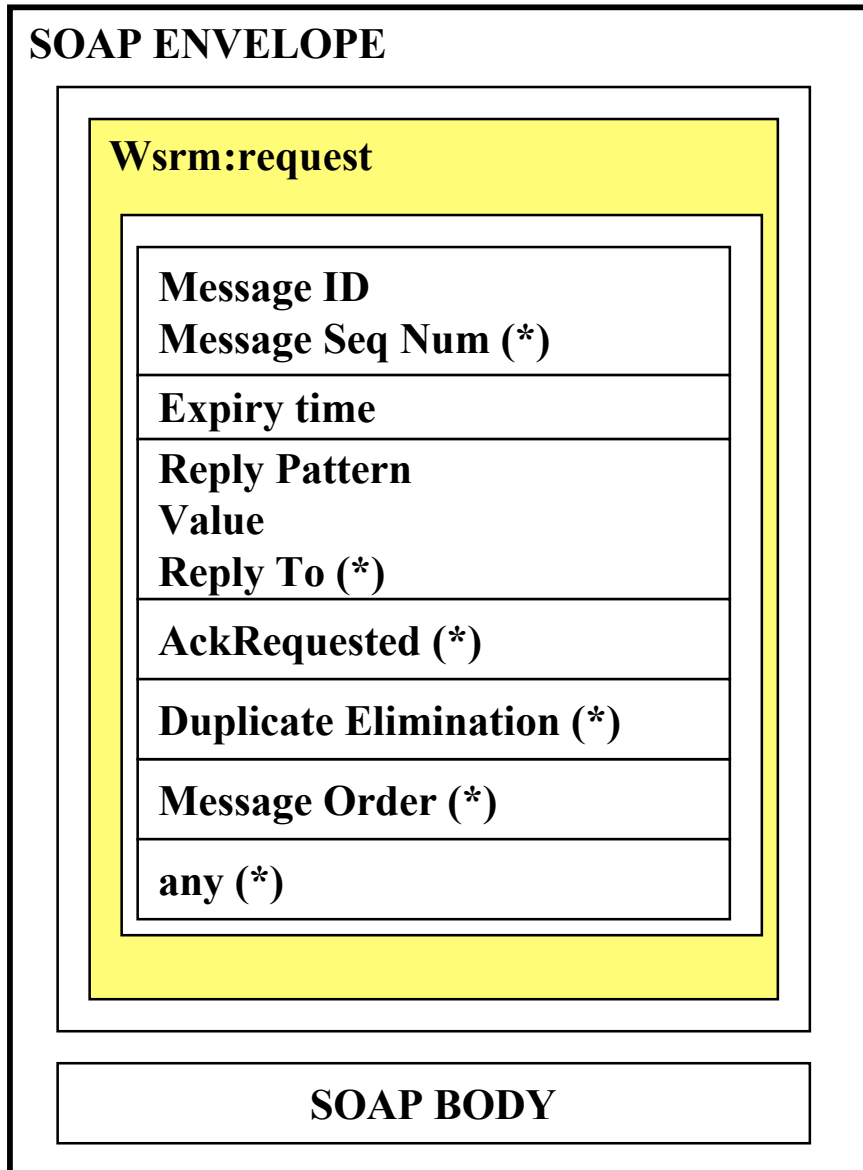 SOAP ENVELOPE
Wsrm:request
Message ID
Message Seq Num (*)
Expiry time
Reply Pattern
Value
Reply To (*)
AckRequested (*)
Duplicate Elimination (*)
Message Order (*)
any (*)
SOAP BODY